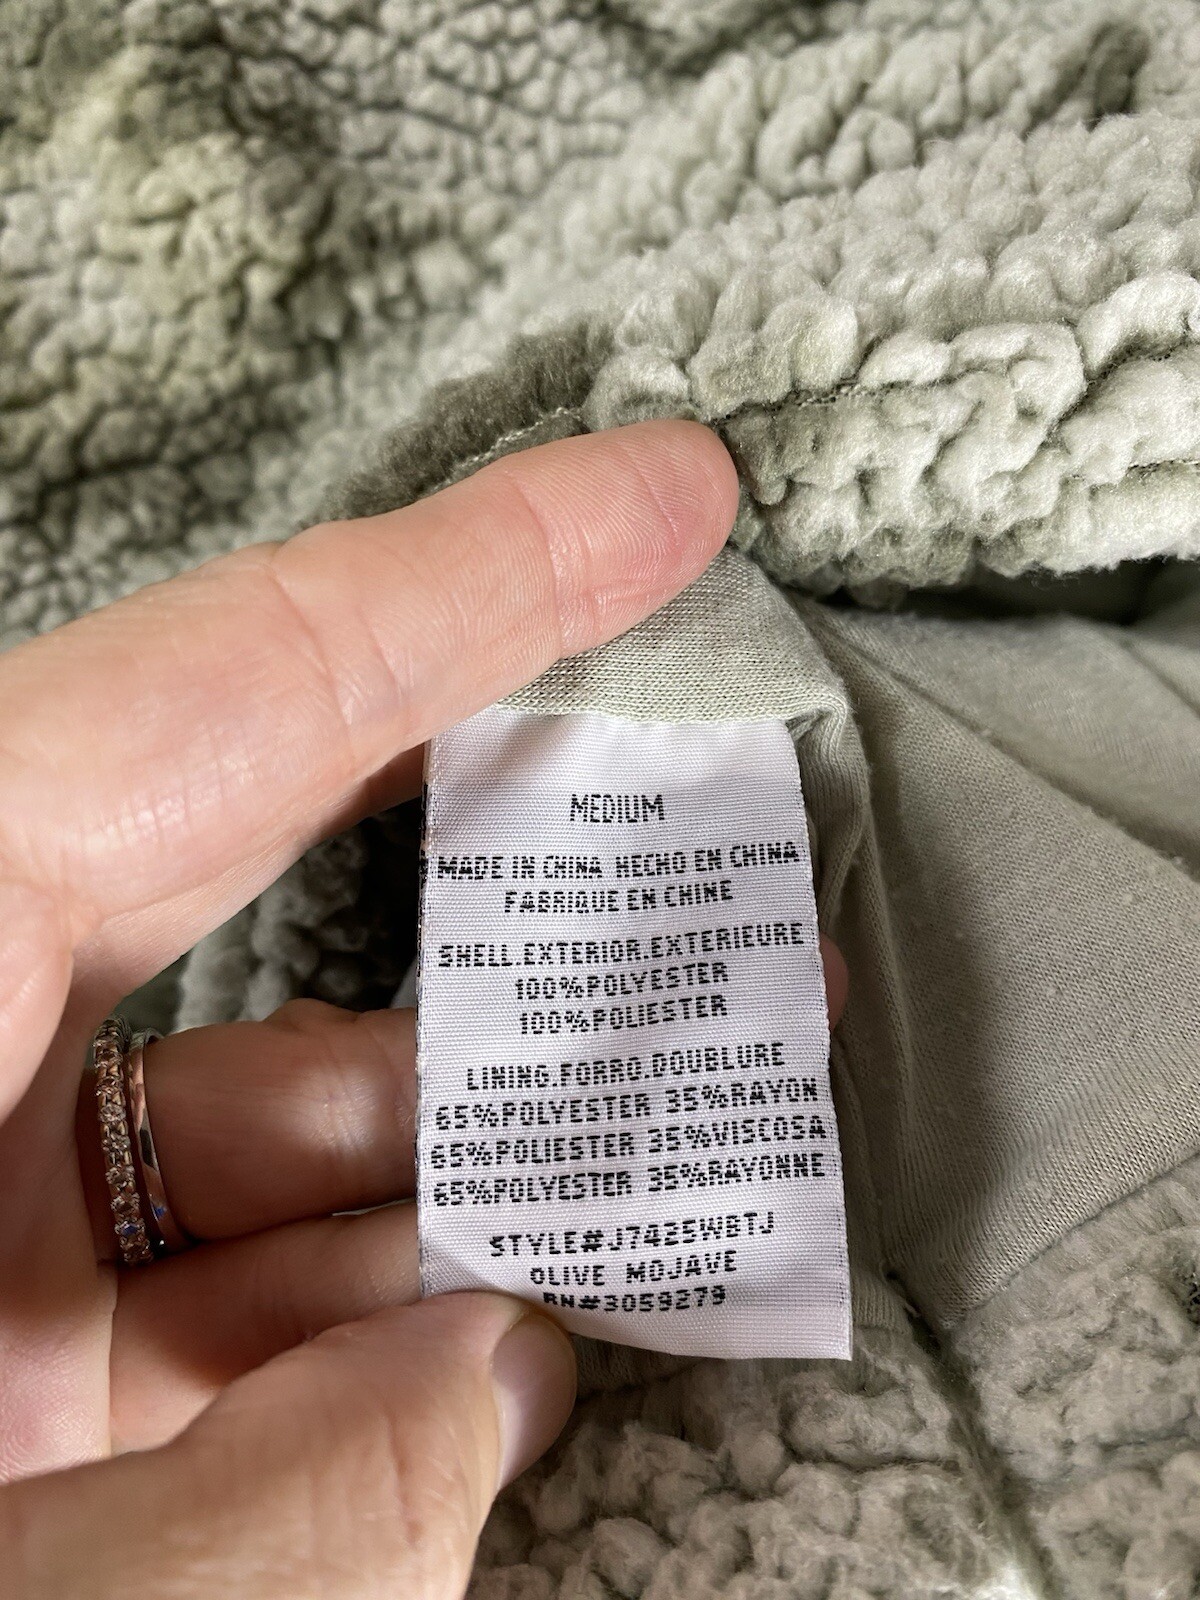 MEDIUM
MADE IN CHINA HECHO EN CHINA
FABRIQUE EN CHINE
SHELL.EXTERIOR.EXTERIEURE
100%POLYESTER
100%POLIESTER
LINING.FORRO.DOUBLURE
65%POLYESTER 35%RAYON
65%POLIESTER 35%VISCOSA
65%POLYESTER 35%RAYONNE
STYLE#J7425WBTJ
OLIVE MOJAVE
RN#3059279